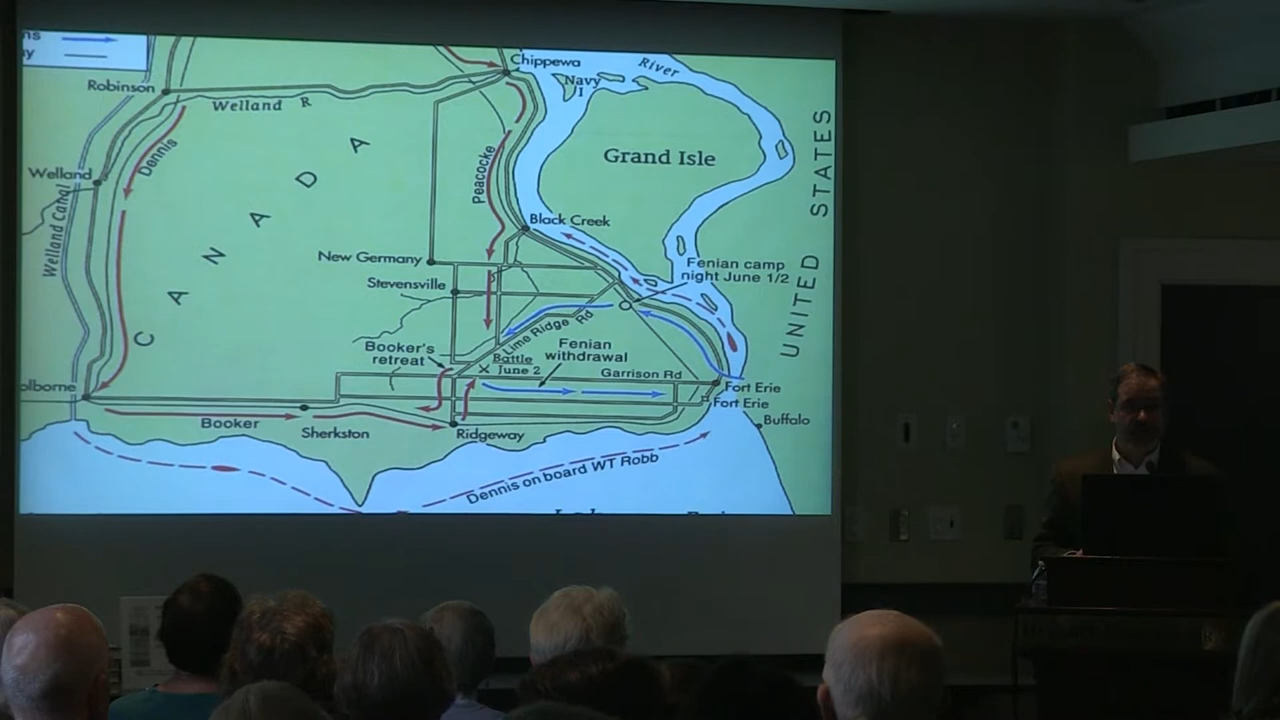 ns
y
Chippewa
River
Navy
I
Robinson
Welland R
Dennis
CANADA
Grand Isle
UNITED STATES
Peacocke
Welland
Welland Canal
Black Creek
New Germany
Fenian camp
night June 1/2
Stevensville
Lime Ridge Rd
Booker's
retreat
Battle
June 2
Fenian
withdrawal
Garrison Rd
olborne
Fort Erie
Fort Erie
Buffalo
Booker
Sherkston
Ridgeway
Dennis on board WT Robb